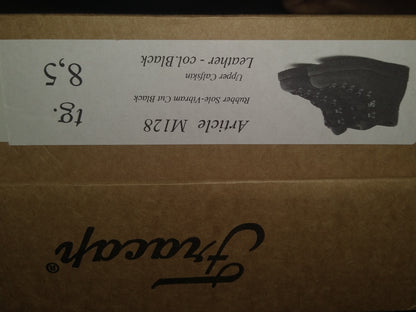 Fracap®
Article M128
Rubber Sole-Vibram Cut Black
Upper Calfskin
Leather - col.Black
tg.
8,5